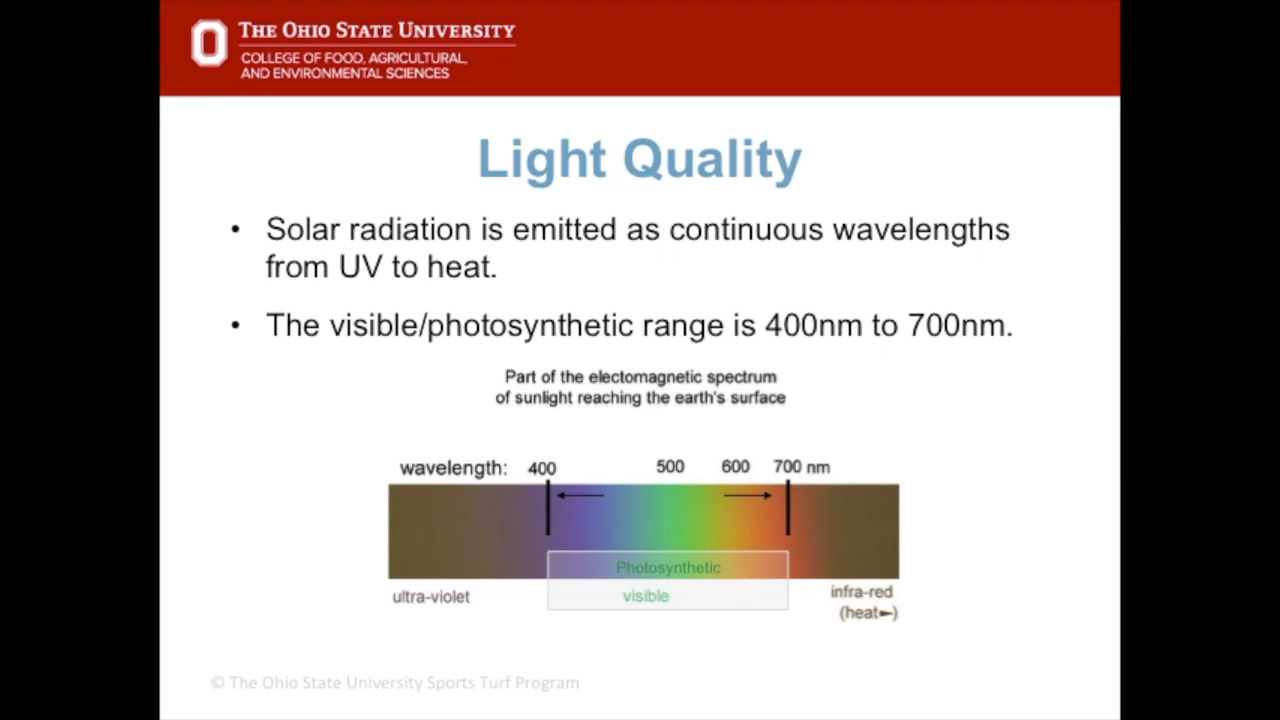 THE OHIO STATE UNIVERSITY
COLLEGE OF FOOD, AGRICULTURAL,
AND ENVIRONMENTAL SCIENCES
Light Quality
• Solar radiation is emitted as continuous wavelengths
from UV to heat.
• The visible/photosynthetic range is 400nm to 700nm.
Part of the electomagnetic spectrum
of sunlight reaching the earth's surface
wavelength: 400 500 600 700 nm
Photosynthetic
ultra-violet visible infra-red
(heat►)
© The Ohio State University Sports Turf Program